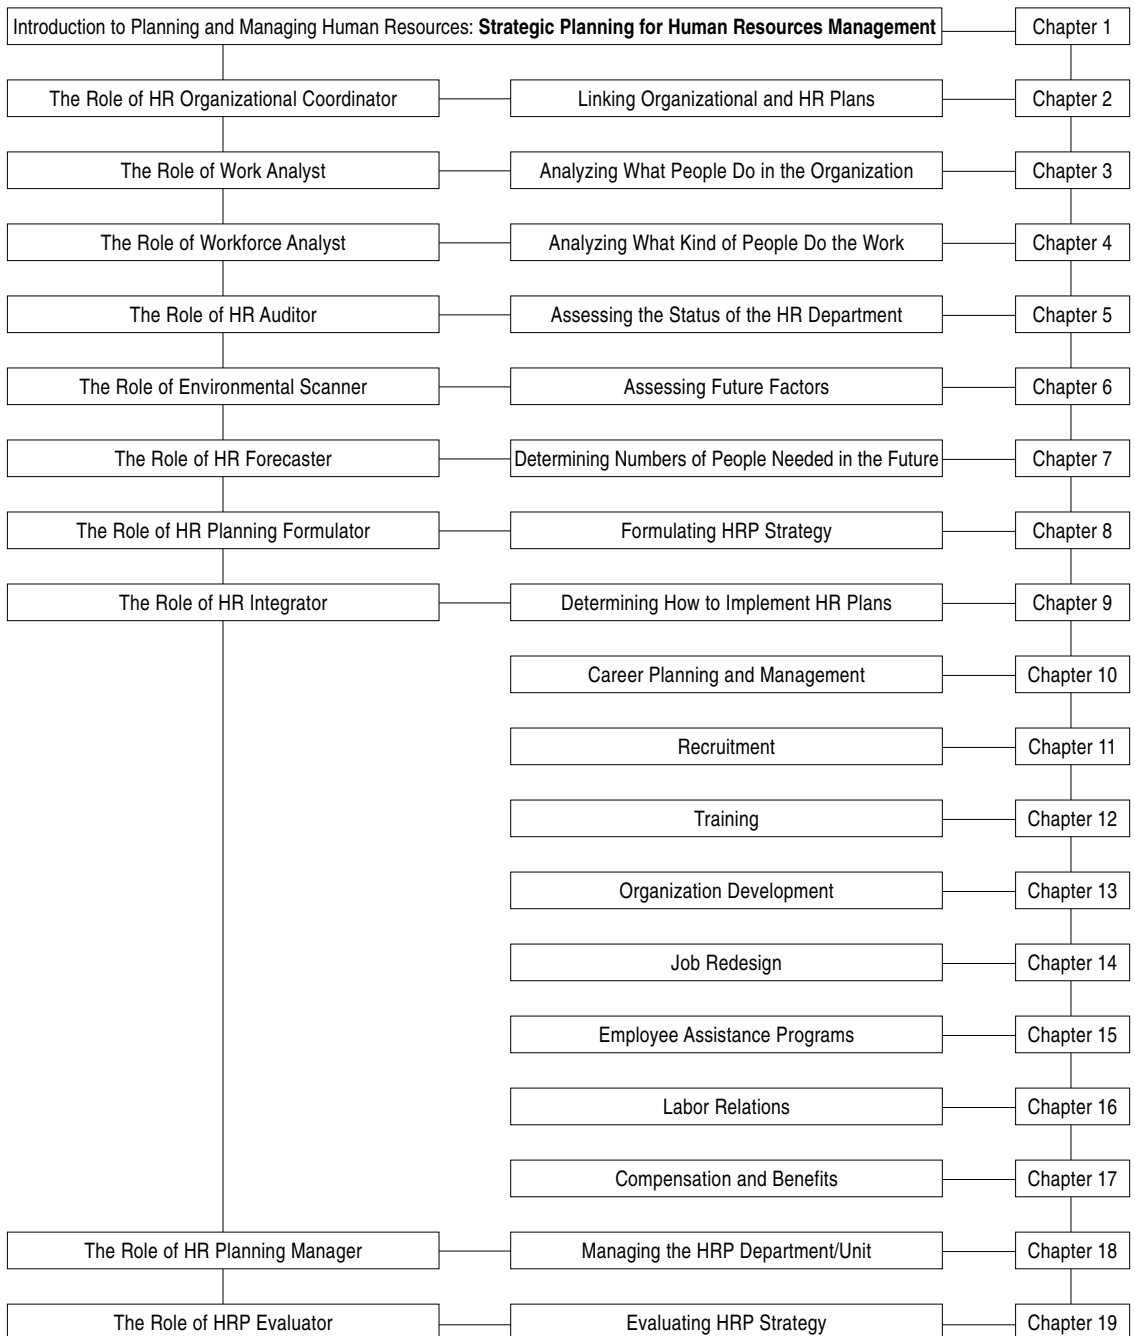 Introduction to Planning and Managing Human Resources: Strategic Planning for Human Resources Management Chapter 1
The Role of HR Organizational Coordinator Linking Organizational and HR Plans Chapter 2
The Role of Work Analyst Analyzing What People Do in the Organization Chapter 3
The Role of Workforce Analyst Analyzing What Kind of People Do the Work Chapter 4
The Role of HR Auditor Assessing the Status of the HR Department Chapter 5
The Role of Environmental Scanner Assessing Future Factors Chapter 6
The Role of HR Forecaster Determining Numbers of People Needed in the Future Chapter 7
The Role of HR Planning Formulator Formulating HRP Strategy Chapter 8
The Role of HR Integrator Determining How to Implement HR Plans Chapter 9
Career Planning and Management Chapter 10
Recruitment Chapter 11
Training Chapter 12
Organization Development Chapter 13
Job Redesign Chapter 14
Employee Assistance Programs Chapter 15
Labor Relations Chapter 16
Compensation and Benefits Chapter 17
The Role of HR Planning Manager Managing the HRP Department/Unit Chapter 18
The Role of HRP Evaluator Evaluating HRP Strategy Chapter 19